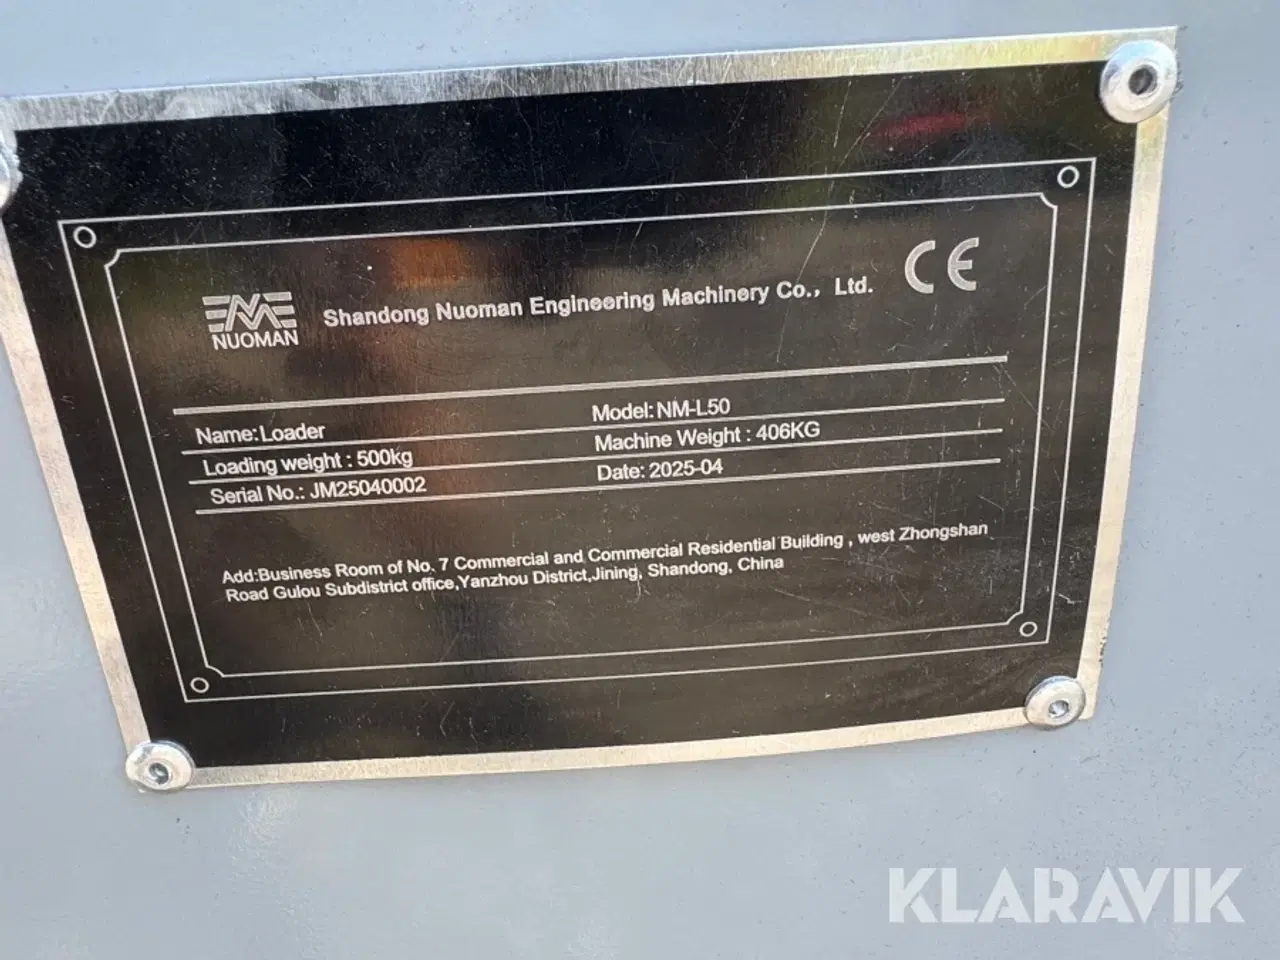 NUOMAN
Shandong Nuoman Engineering Machinery Co., Ltd.
CE
Name:Loader
Model:NM-L50
Loading weight : 500kg
Machine Weight : 406KG
Serial No.: JM25040002
Date: 2025-04
Add:Business Room of No. 7 Commercial and Commercial Residential Building , west Zhongshan
Road Gulou Subdistrict office,Yanzhou District,Jining, Shandong, China
KLARAVIK